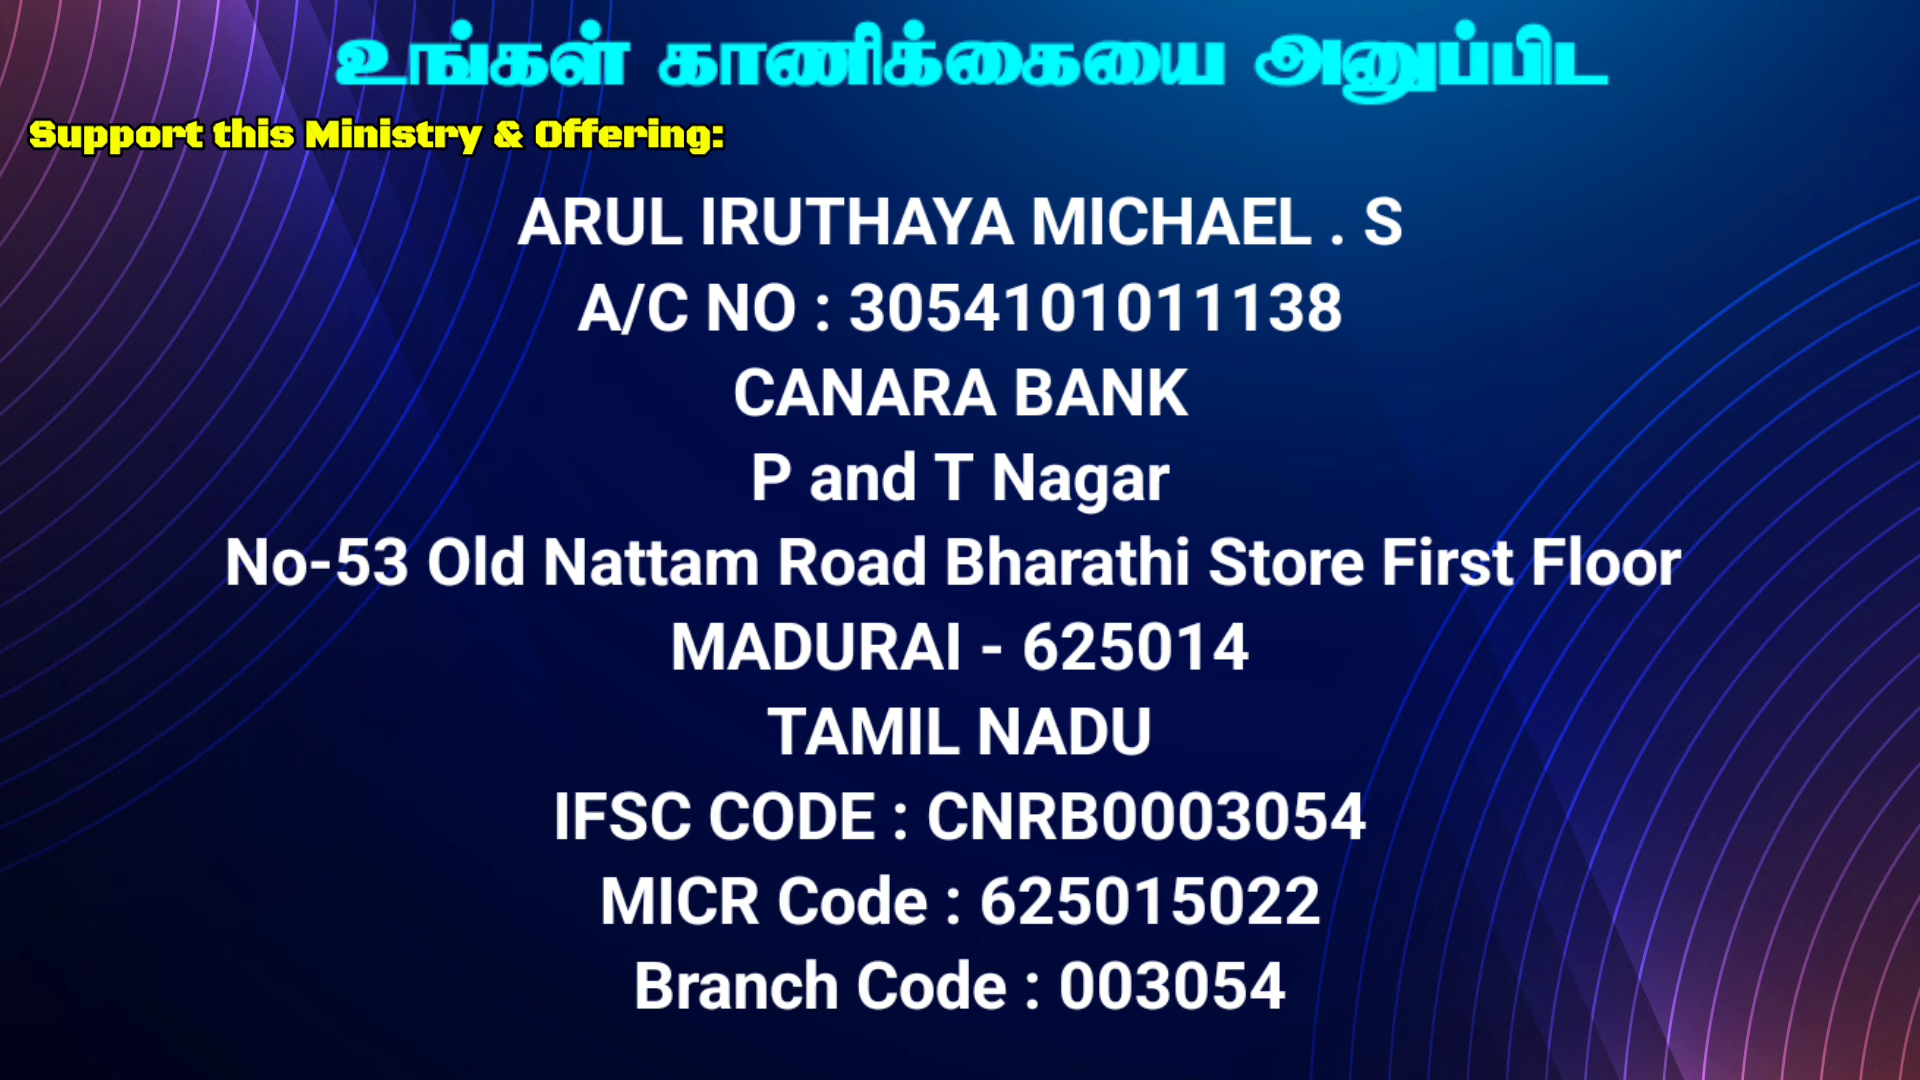 உங்கள் காணிக்கையை அனுப்பிட
Support this Ministry & Offering:
ARUL IRUTHAYA MICHAEL . S
A/C NO : 3054101011138
CANARA BANK
P and T Nagar
No-53 Old Nattam Road Bharathi Store First Floor
MADURAI - 625014
TAMIL NADU
IFSC CODE : CNRB0003054
MICR Code : 625015022
Branch Code : 003054